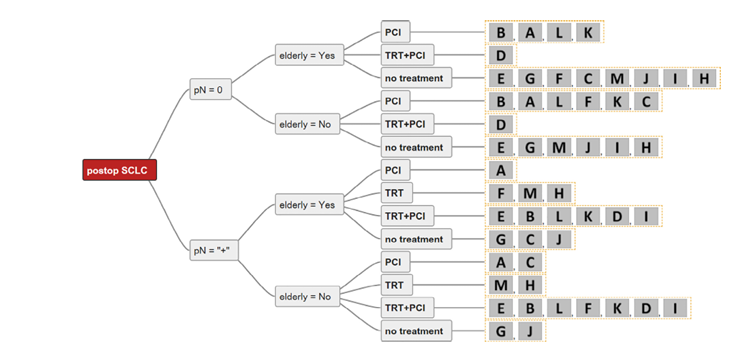 PCI B, A, L, K
elderly = Yes TRT+PCI D
no treatment E, G, F, C, M, J, I, H
pN = 0
PCI B, A, L, F, K, C
elderly = No TRT+PCI D
no treatment E, G, M, J, I, H
postop SCLC
PCI A
TRT F, M, H
elderly = Yes
TRT+PCI E, B, L, K, D, I
no treatment G, C, J
pN = "+"
PCI A, C
TRT M, H
elderly = No
TRT+PCI E, B, L, F, K, D, I
no treatment G, J